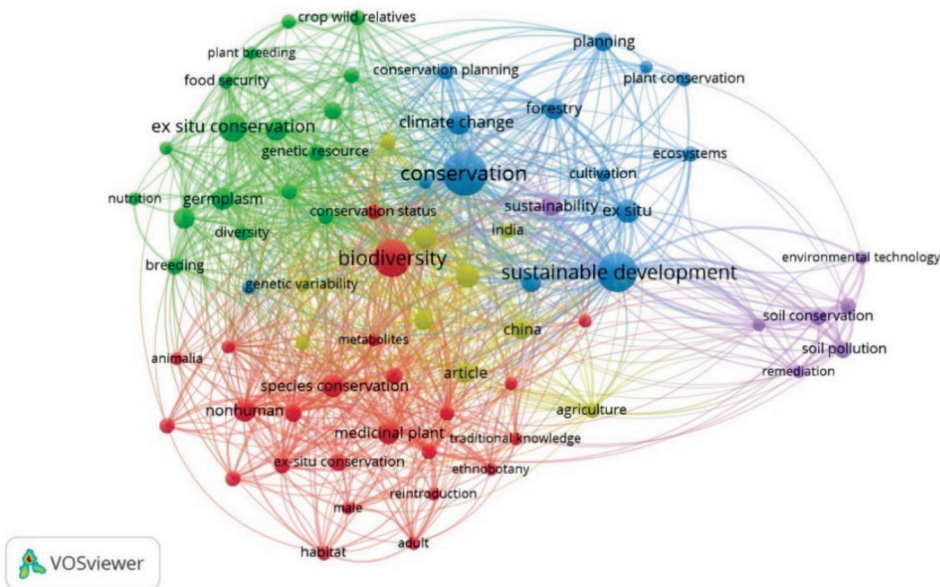 crop wild relatives
planning
plant breeding
conservation planning
plant conservation
food security
forestry
climate change
ex situ conservation
genetic resource
ecosystems
conservation
cultivation
nutrition
germplasm
sustainability
conservation status
ex situ
diversity
india
biodiversity
environmental technology
breeding
sustainable development
genetic variability
soil conservation
china
metabolites
soil pollution
animalia
article
remediation
species conservation
nonhuman
agriculture
medicinal plant
traditional knowledge
ex-situ conservation
ethnobotany
reintroduction
male
adult
habitat
VOSviewer